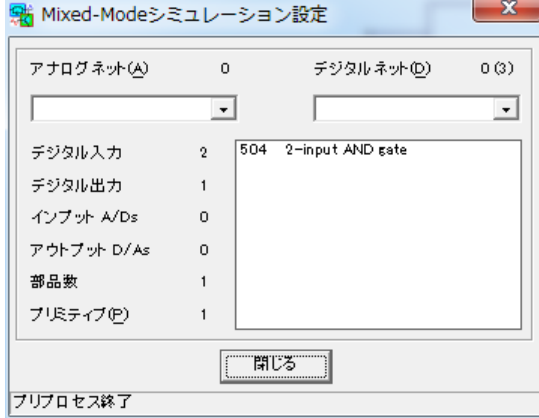 Mixed-Modeシミュレーション設定
アナログネット(A) 0 デジタルネット(D) 0 (3)
デジタル入力 2
504 2-input AND gate
デジタル出力 1
インプット A/Ds 0
アウトプット D/As 0
部品数 1
プリミティブ(P) 1
閉じる
プリプロセス終了